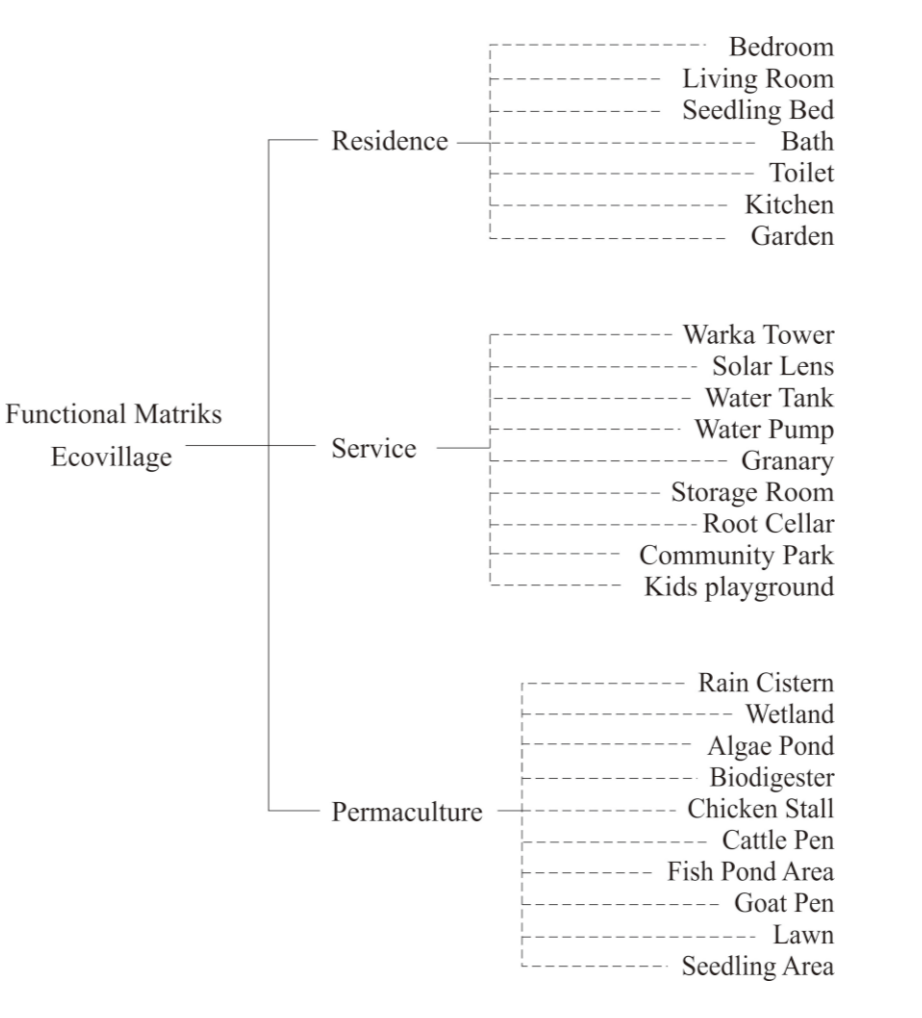 Functional Matriks
Ecovillage
Residence
Bedroom
Living Room
Seedling Bed
Bath
Toilet
Kitchen
Garden
Service
Warka Tower
Solar Lens
Water Tank
Water Pump
Granary
Storage Room
Root Cellar
Community Park
Kids playground
Permaculture
Rain Cistern
Wetland
Algae Pond
Biodigester
Chicken Stall
Cattle Pen
Fish Pond Area
Goat Pen
Lawn
Seedling Area